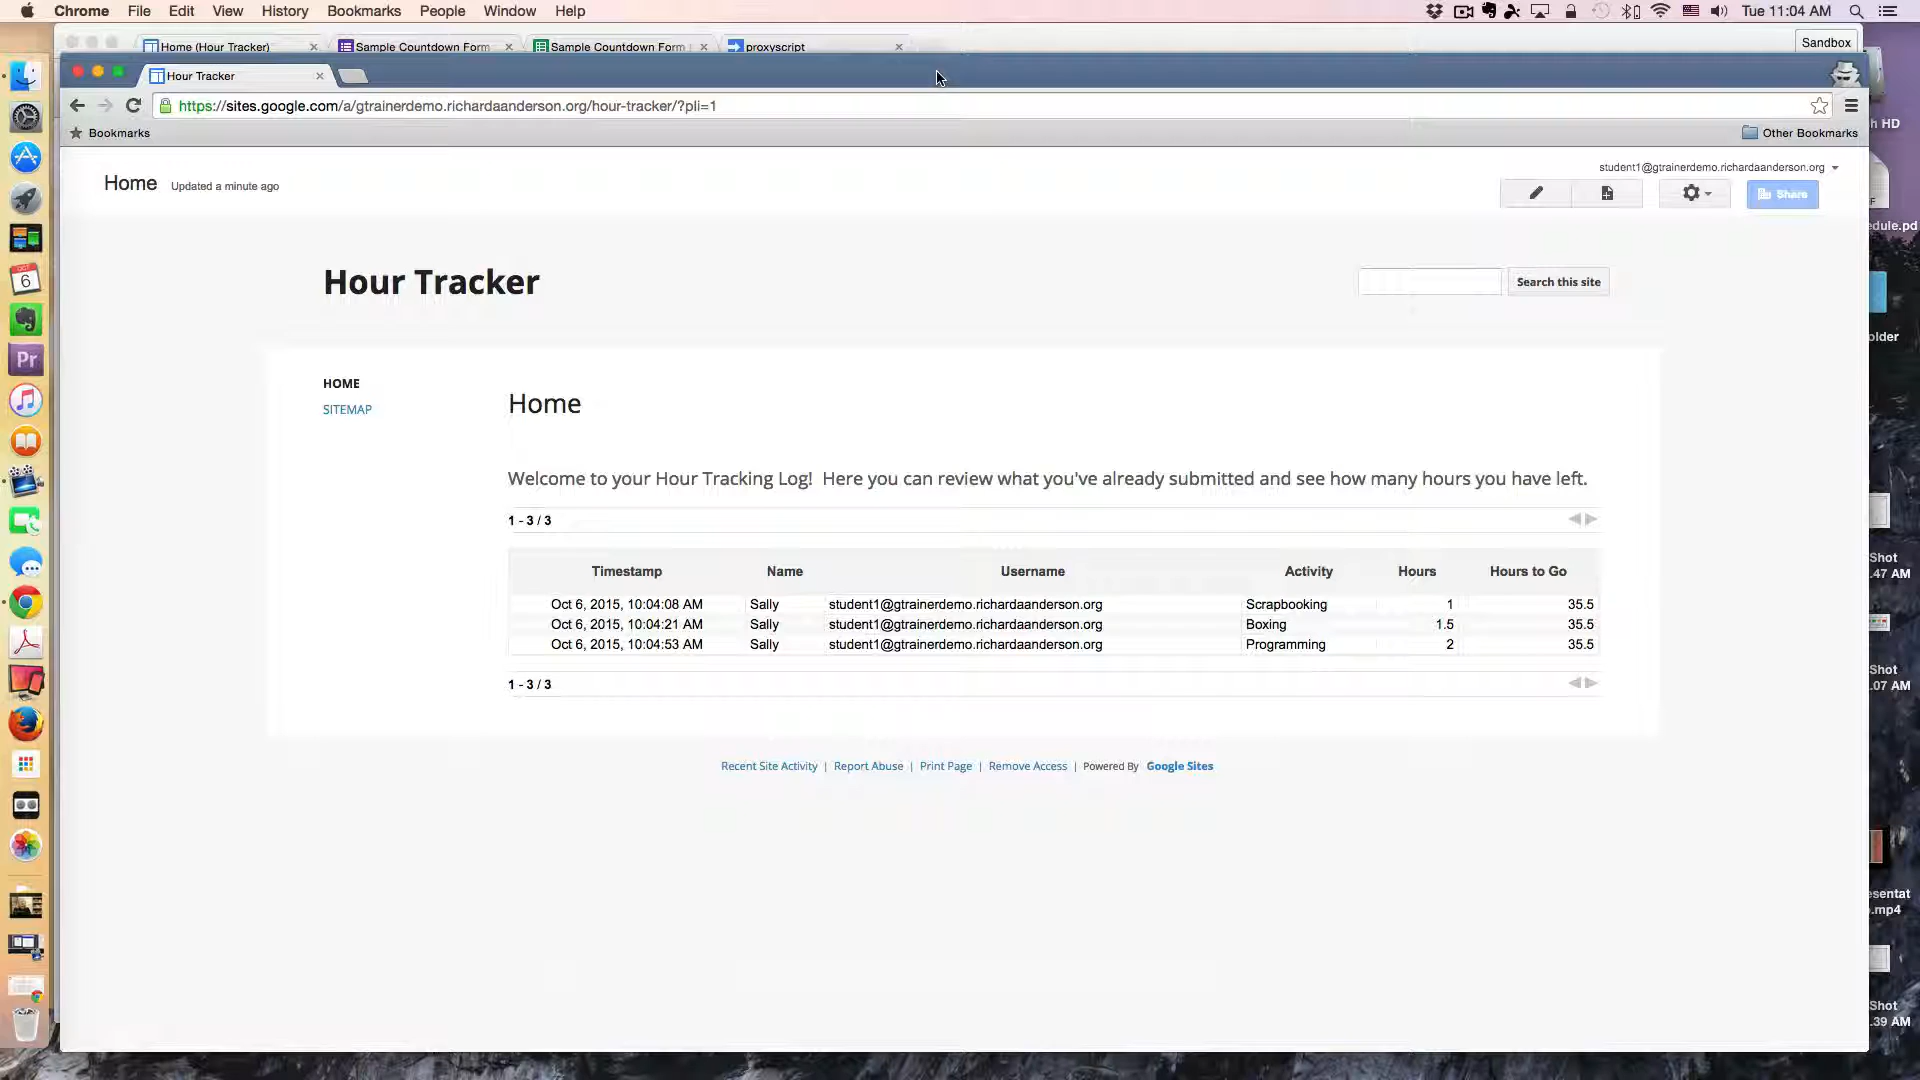 Chrome File Edit View History Bookmarks People Window Help Tue 11:04 AM
Home (Hour Tracker) Sample Countdown Form Sample Countdown Form proxyscript Sandbox
Hour Tracker
https://sites.google.com/a/gtrainerdemo.richardaanderson.org/hour-tracker/?pli=1
Bookmarks Other Bookmarks
student1@gtrainerdemo.richardaanderson.org
Home Updated a minute ago
Share
Hour Tracker
Search this site
HOME
SITEMAP
Home
Welcome to your Hour Tracking Log! Here you can review what you've already submitted and see how many hours you have left.
1 - 3 / 3
Timestamp Name Username Activity Hours Hours to Go
Oct 6, 2015, 10:04:08 AM Sally student1@gtrainerdemo.richardaanderson.org Scrapbooking 1 35.5
Oct 6, 2015, 10:04:21 AM Sally student1@gtrainerdemo.richardaanderson.org Boxing 1.5 35.5
Oct 6, 2015, 10:04:53 AM Sally student1@gtrainerdemo.richardaanderson.org Programming 2 35.5
1 - 3 / 3
Recent Site Activity | Report Abuse | Print Page | Remove Access | Powered By Google Sites
OCT
6
Pr
h HD
edule.pd
older
Shot
.47 AM
Shot
.07 AM
esentat
.mp4
Shot
.39 AM